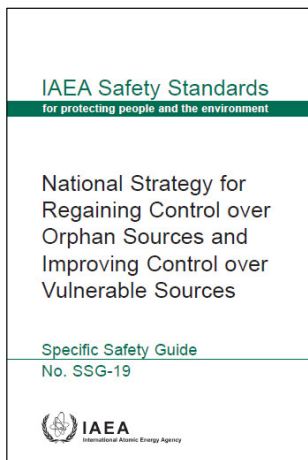 IAEA Safety Standards
for protecting people and the environment
National Strategy for
Regaining Control over
Orphan Sources and
Improving Control over
Vulnerable Sources
Specific Safety Guide
No. SSG-19
IAEA
International Atomic Energy Agency